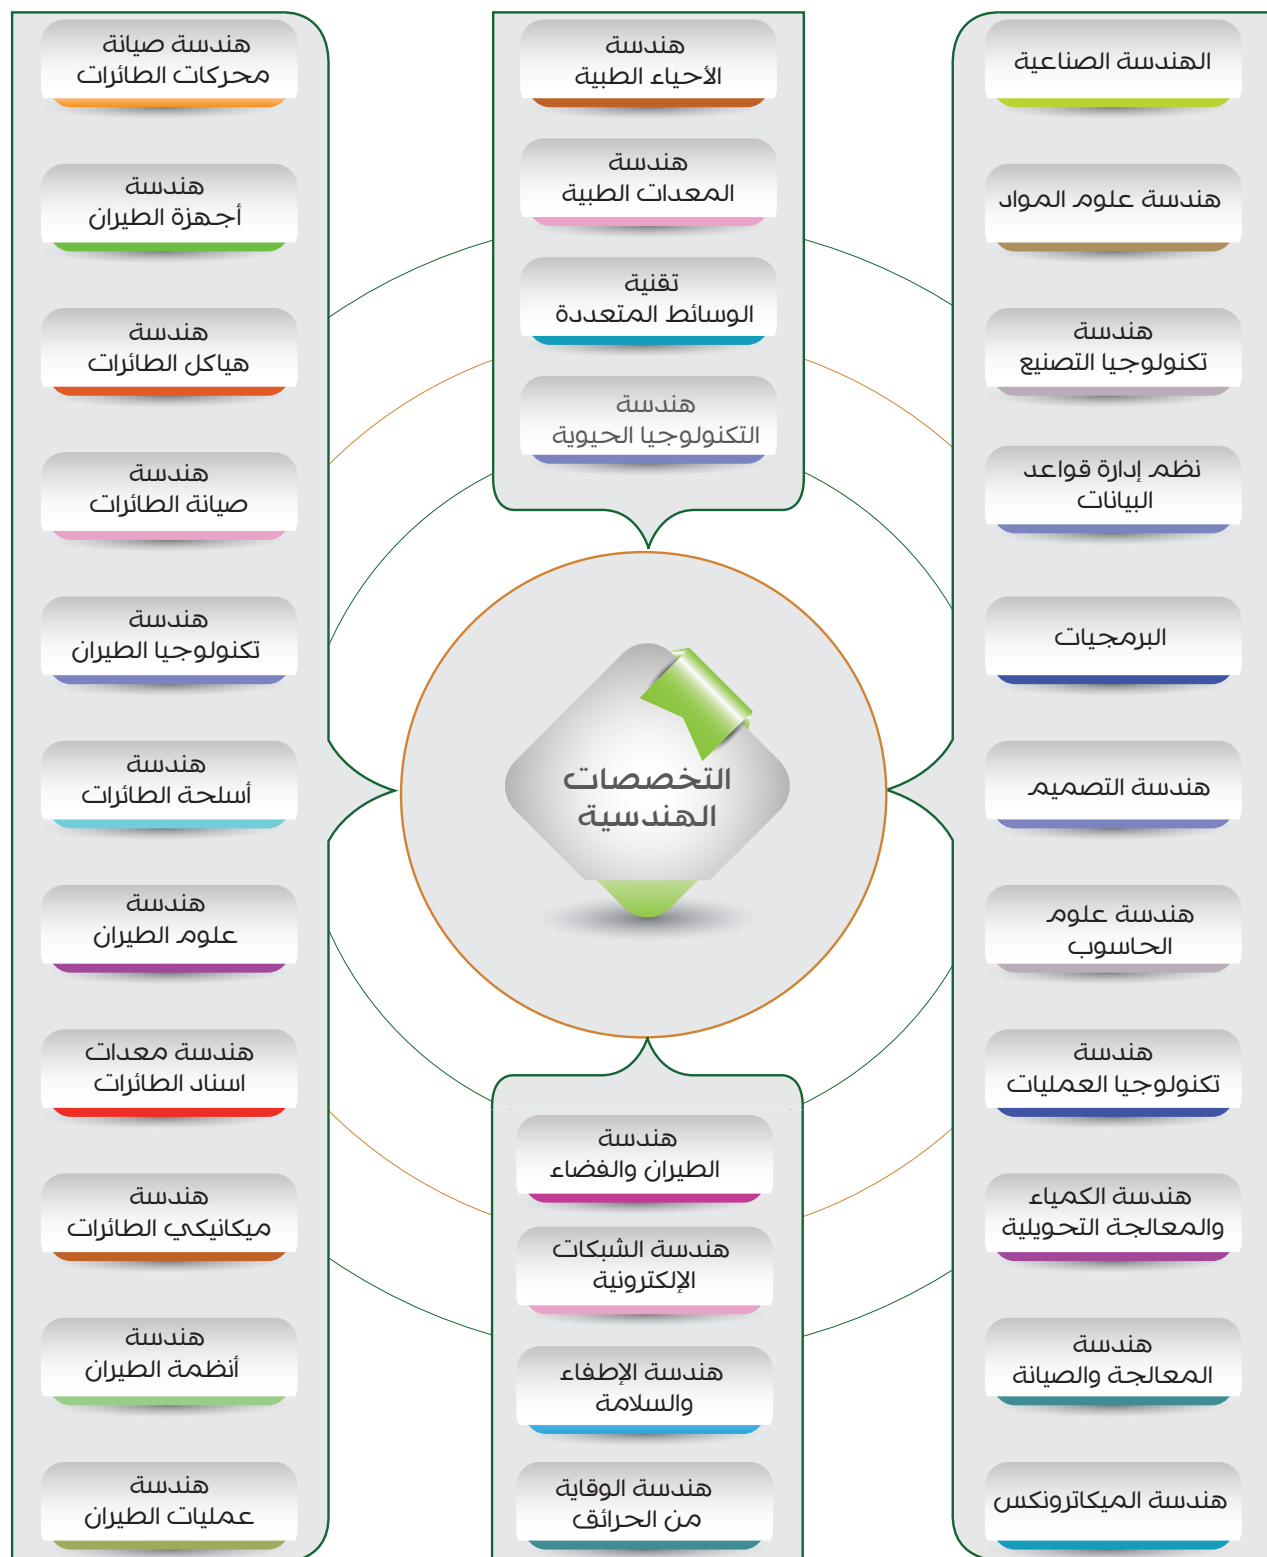 الهندسة الصناعية
هندسة علوم المواد
هندسة
تكنولوجيا التصنيع
نظم إدارة قواعد
البيانات
البرمجيات
هندسة التصميم
هندسة علوم
الحاسوب
هندسة
تكنولوجيا العمليات
هندسة الكمياء
والمعالجة التحويلية
هندسة
المعالجة والصيانة
هندسة الميكاترونكس
هندسة
الأحياء الطبية
هندسة
المعدات الطبية
تقنية
الوسائط المتعددة
هندسة
التكنولوجيا الحيوية
التخصصات
الهندسية
هندسة
الطيران والفضاء
هندسة الشبكات
الإلكترونية
هندسة الإطفاء
والسلامة
هندسة الوقاية
من الحرائق
هندسة صيانة
محركات الطائرات
هندسة
أجهزة الطيران
هندسة
هياكل الطائرات
هندسة
صيانة الطائرات
هندسة
تكنولوجيا الطيران
هندسة
أسلحة الطائرات
هندسة
علوم الطيران
هندسة معدات
اسناد الطائرات
هندسة
ميكانيكي الطائرات
هندسة
أنظمة الطيران
هندسة
عمليات الطيران